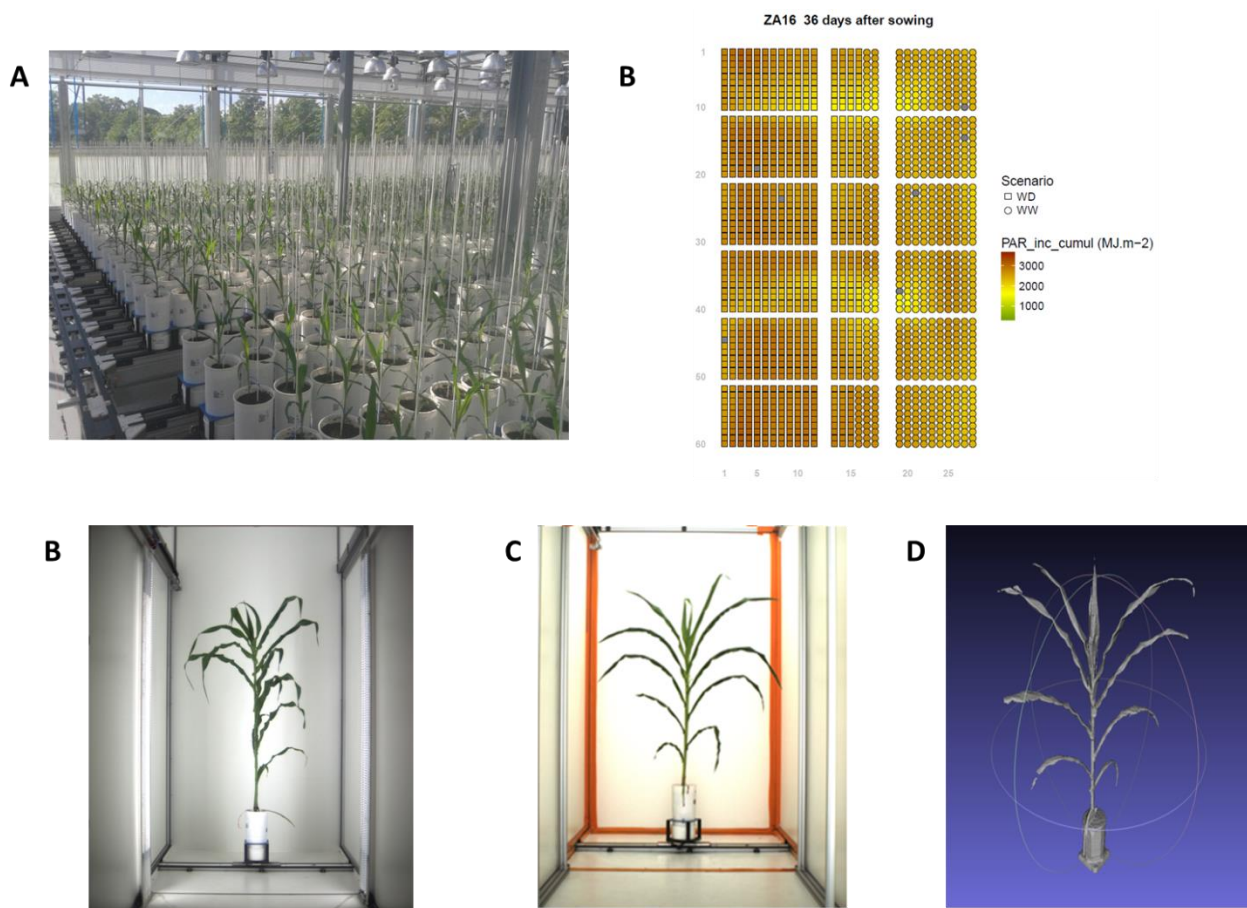 ZA16 36 days after sowing
A
B
1
10
20
30
40
50
60
1 5 10 15 20 25
Scenario
WD
WW
PAR_inc_cumul (MJ.m−2)
3000
2000
1000
B
C
D